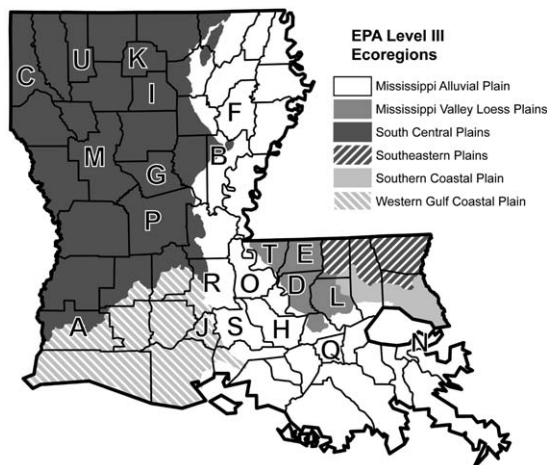 EPA Level III
Ecoregions
Mississippi Alluvial Plain
Mississippi Valley Loess Plains
South Central Plains
Southeastern Plains
Southern Coastal Plain
Western Gulf Coastal Plain
C
U
K
I
F
M
G
B
P
T
E
R
O
D
L
A
J
S
H
Q
N